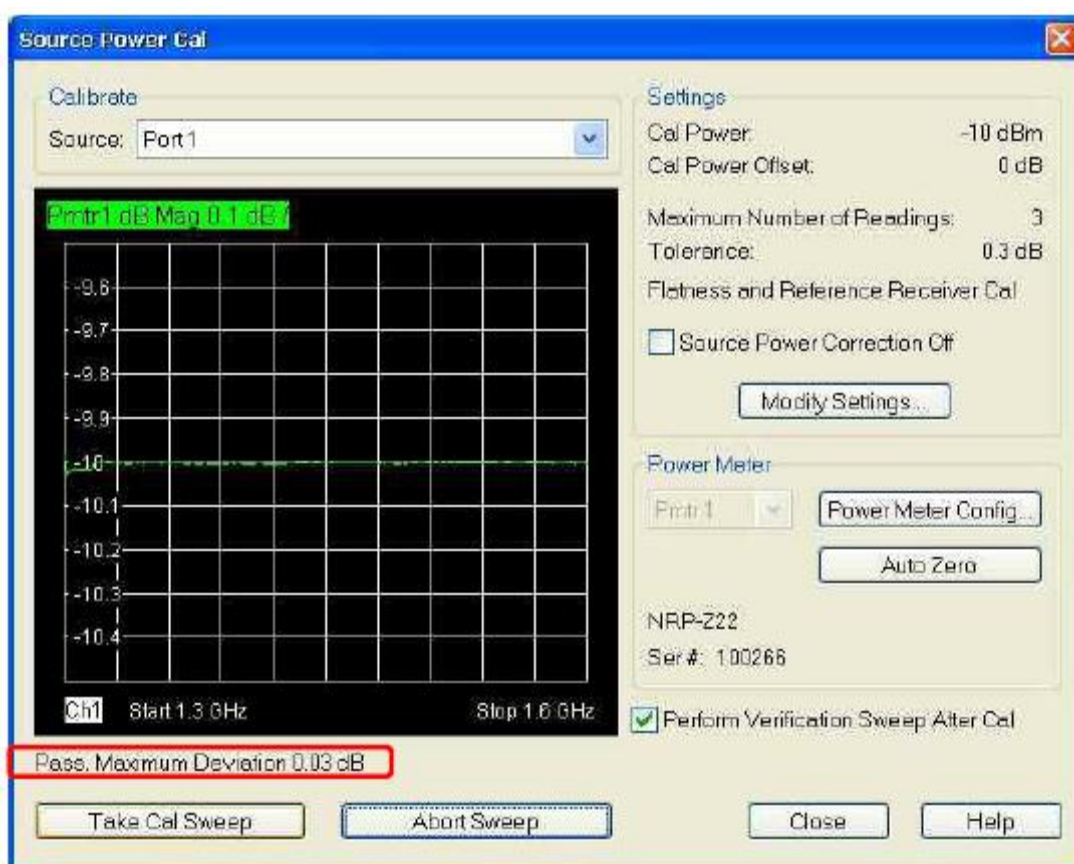 Source Power Cal
Calibrate
Source: Port 1
Pmtr1 dB Mag 0.1 dB /
-9.6
-9.7
-9.8
-9.9
-10
-10.1
-10.2
-10.3
-10.4
Ch1 Start 1.3 GHz Stop 1.6 GHz
Pass. Maximum Deviation 0.03 dB
Take Cal Sweep
Abort Sweep
Settings
Cal Power: -10 dBm
Cal Power Offset: 0 dB
Maximum Number of Readings: 3
Tolerance: 0.3 dB
Flatness and Reference Receiver Cal
Source Power Correction Off
Modify Settings...
Power Meter
Pmtr 1
Power Meter Config...
Auto Zero
NRP-Z22
Ser #: 100266
Perform Verification Sweep After Cal
Close
Help